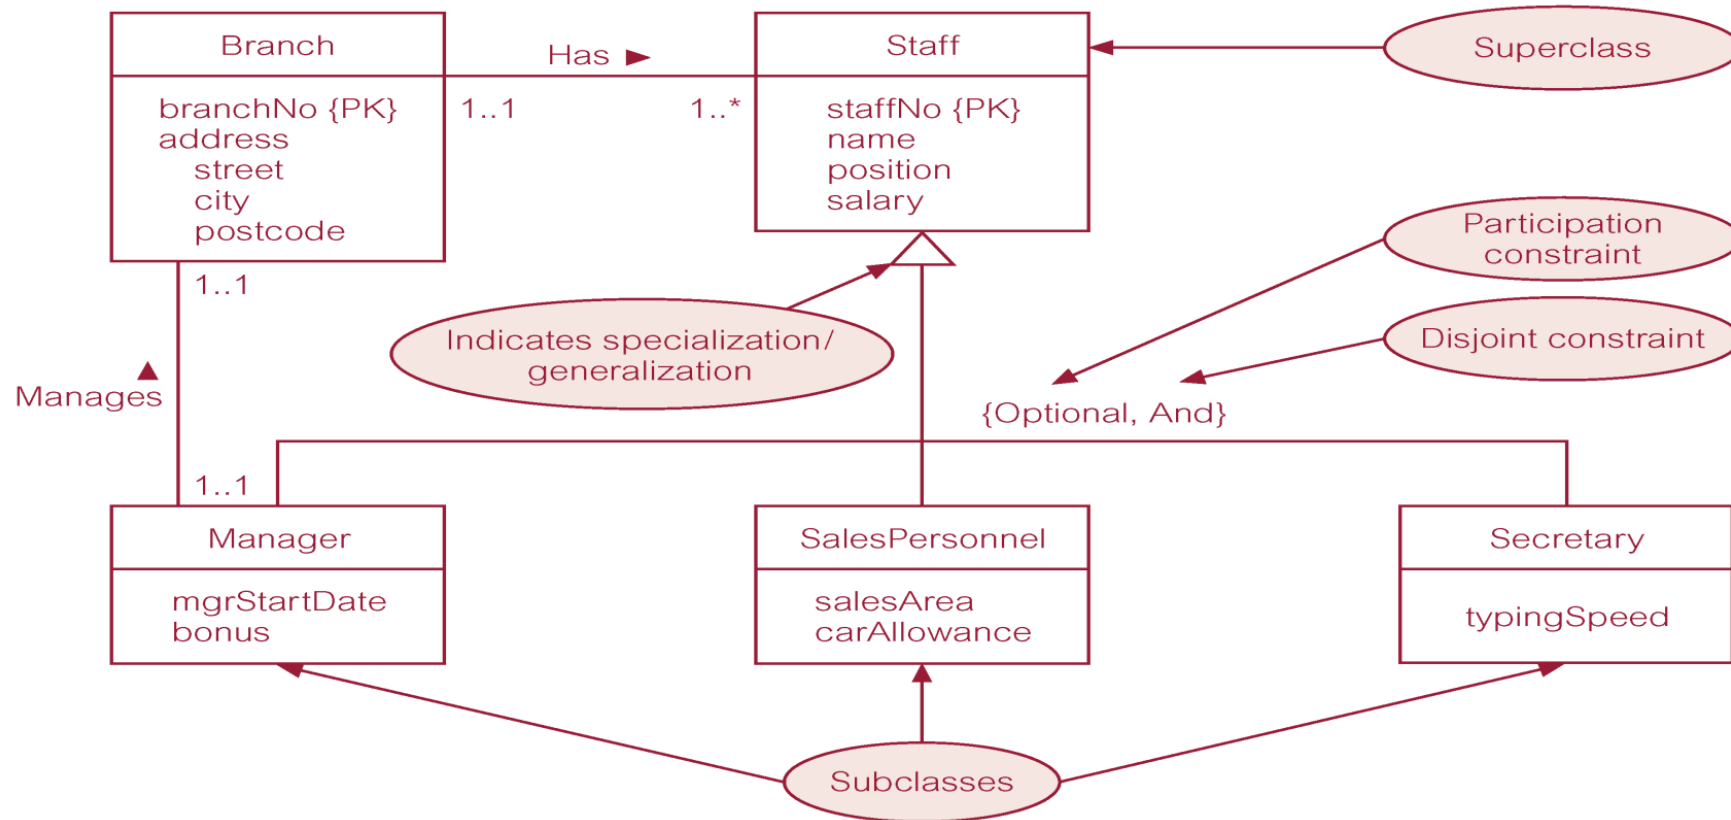 Branch
Has ►
Staff
Superclass
branchNo {PK}
address
street
city
postcode
1..1
1..*
staffNo {PK}
name
position
salary
Participation
constraint
1..1
Indicates specialization/
generalization
Disjoint constraint
▲
Manages
{Optional, And}
1..1
Manager
SalesPersonnel
Secretary
mgrStartDate
bonus
salesArea
carAllowance
typingSpeed
Subclasses